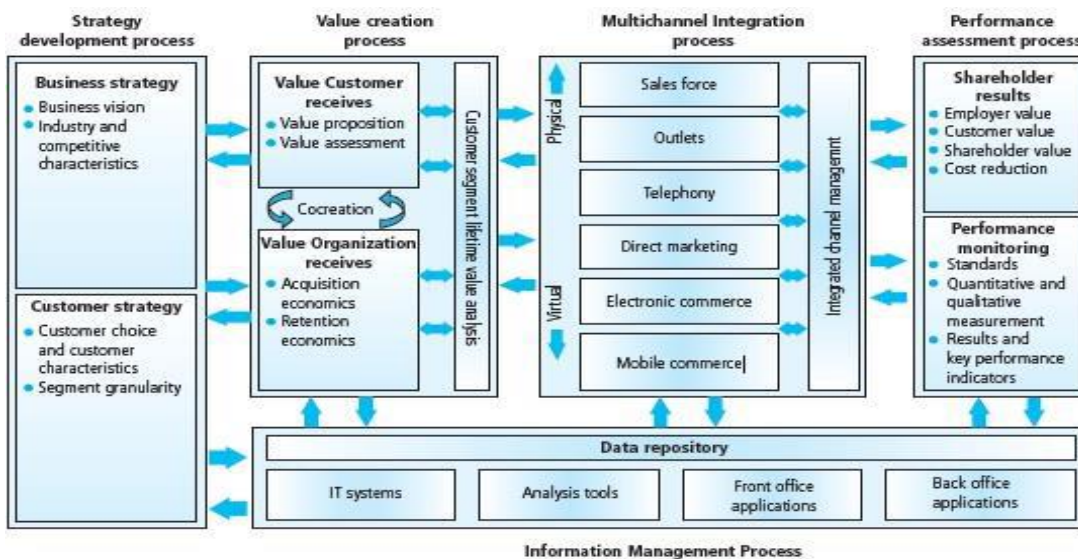 Strategy
development process
Value creation
process
Multichannel Integration
process
Performance
assessment process
Business strategy
Business vision
Industry and
competitive
characteristics
Customer strategy
Customer choice
and customer
characteristics
Segment granularity
Value Customer
receives
Value proposition
Value assessment
Cocreation
Value Organization
receives
Acquisition
economics
Retention
economics
Customer segment lifetime value analysis
Physical
Virtual
Sales force
Outlets
Telephony
Direct marketing
Electronic commerce
Mobile commerce
Integrated channel managemnt
Shareholder
results
Employer value
Customer value
Shareholder value
Cost reduction
Performance
monitoring
Standards
Quantitative and
qualitative
measurement
Results and
key performance
indicators
Data repository
IT systems
Analysis tools
Front office
applications
Back office
applications
Information Management Process